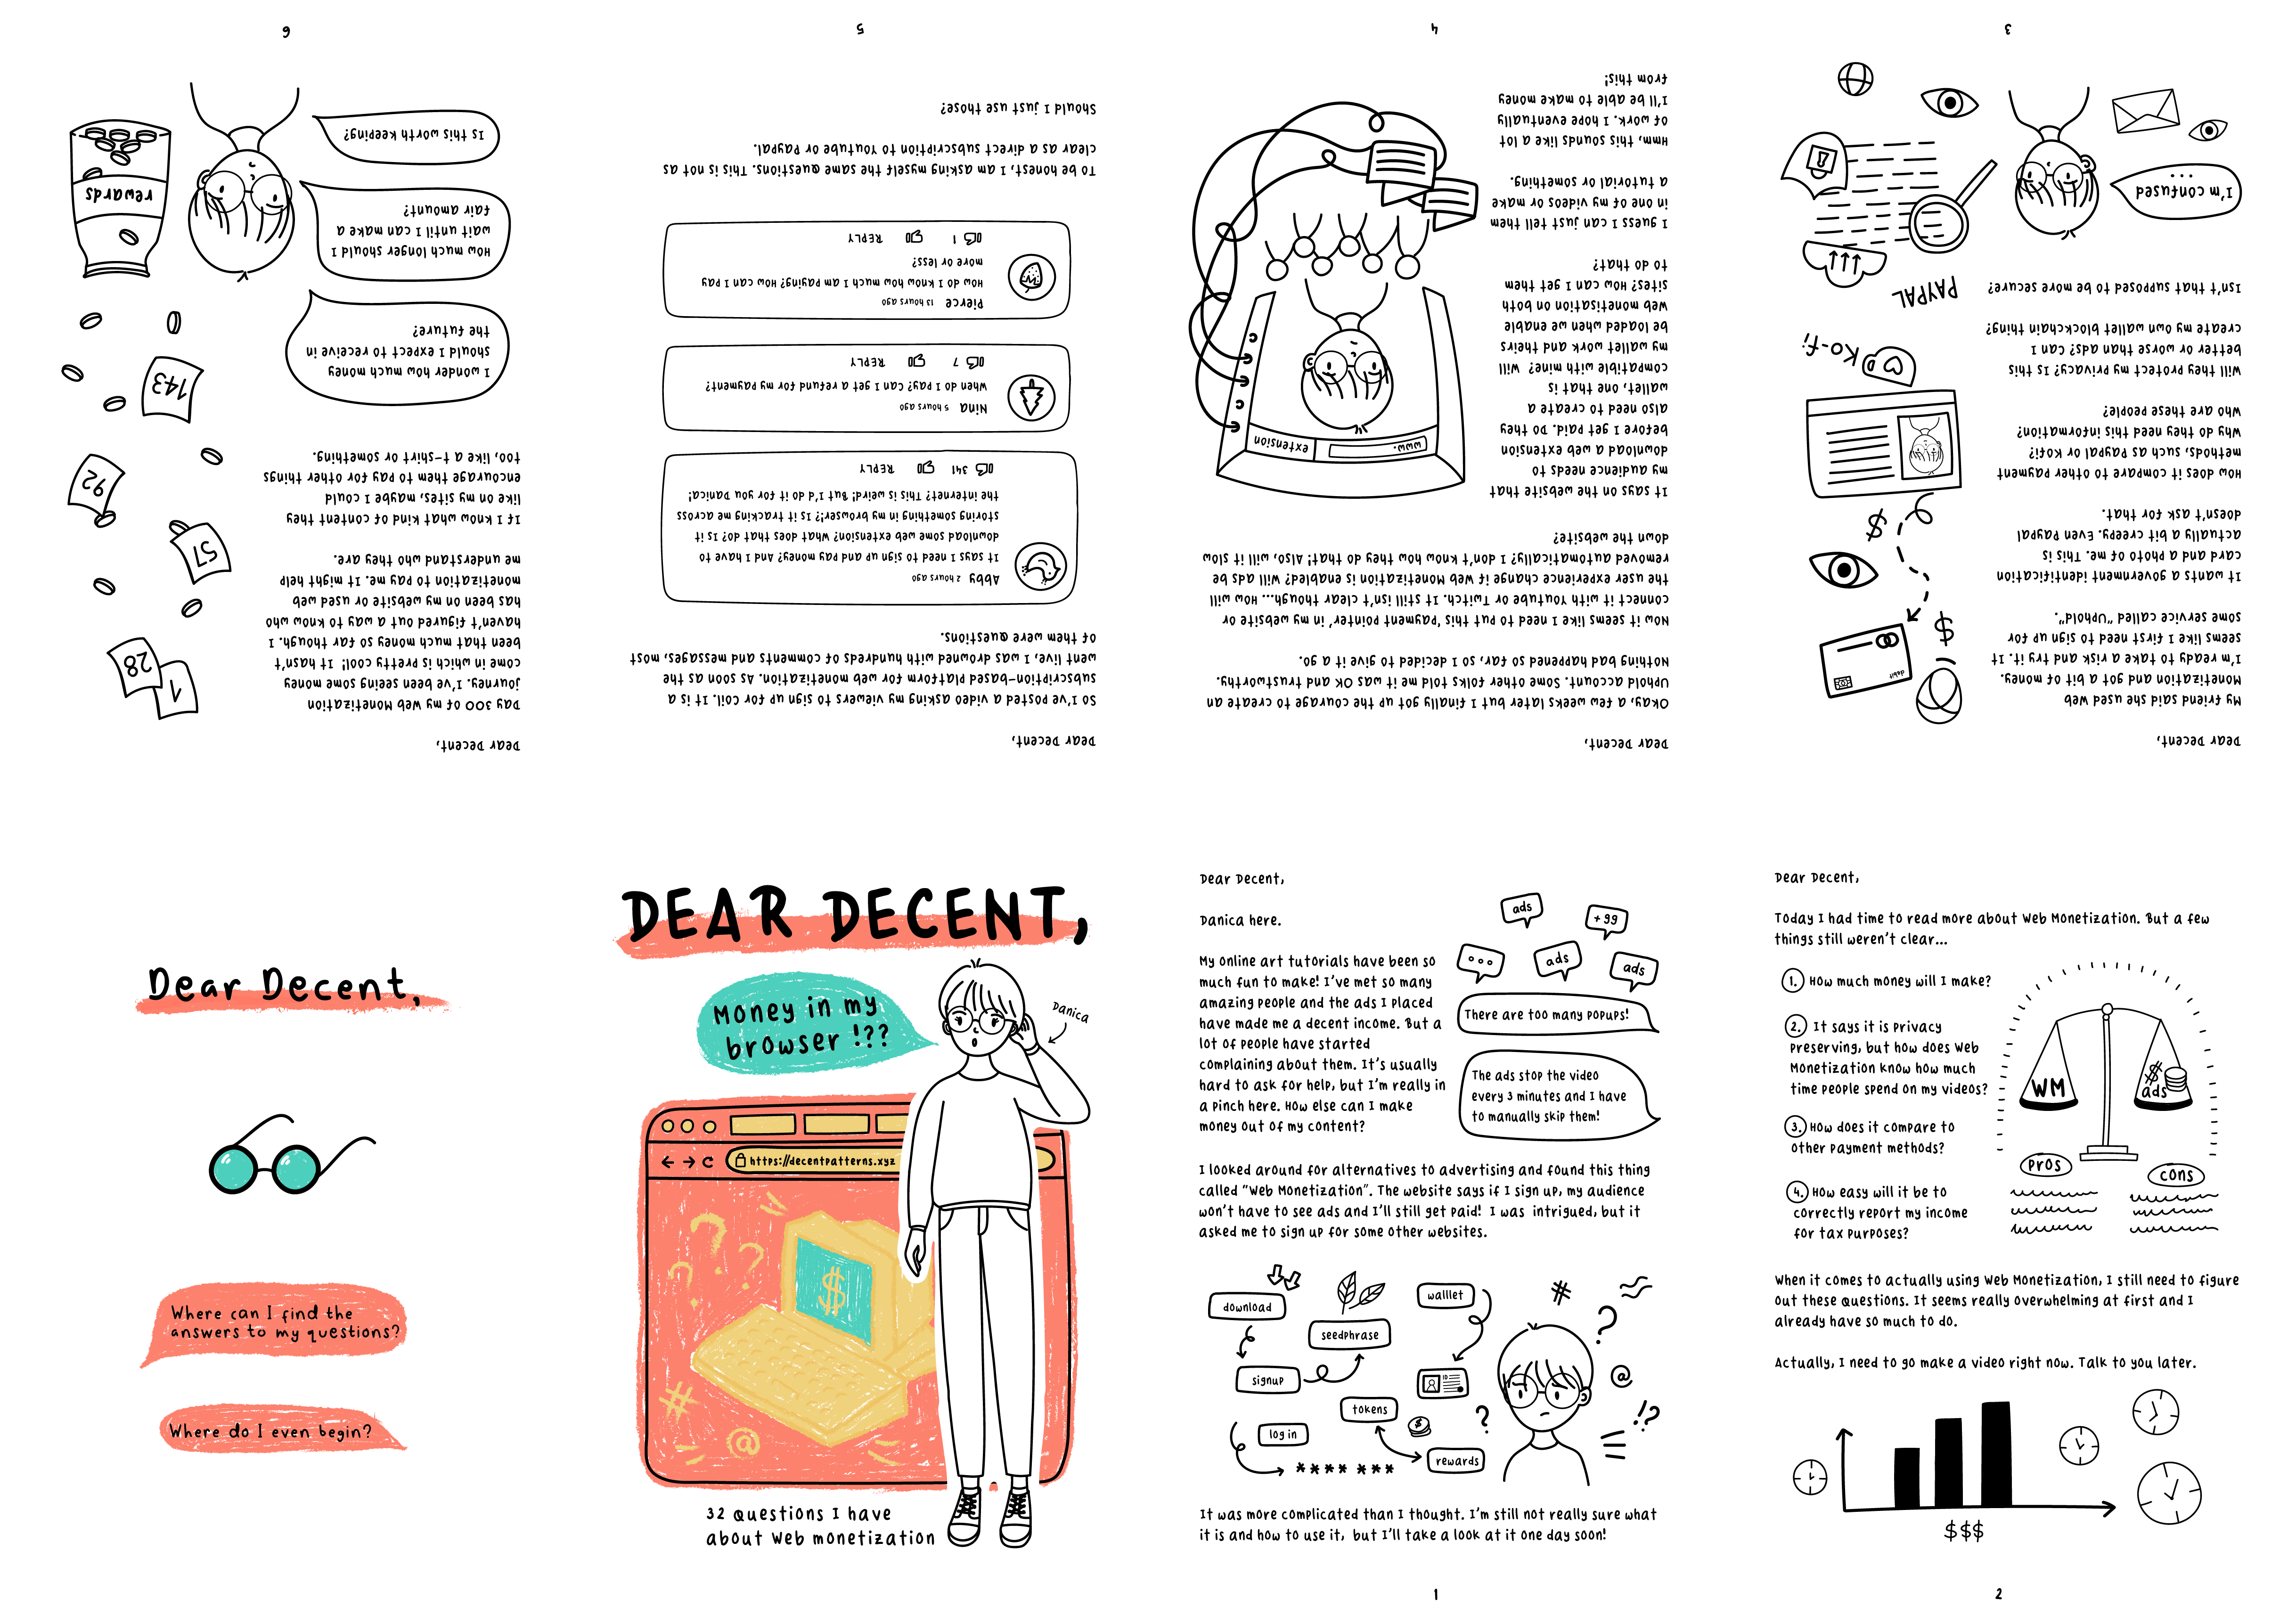 DEAR DECENT,
Money in my
browser !??
Danica
https://decentpatterns.xyz
$
?
?
?
#
@
32 Questions I have
about Web monetization
Dear Decent,
Danica here.
My online art tutorials have been so
much fun to make! I've met so many
amazing people and the ads I placed
have made me a decent income. But a
lot of people have started
complaining about them. It's usually
hard to ask for help, but I'm really in
a pinch here. How else can I make
money out of my content?
ads
+99
ads
ads
There are too many popups!
The ads stop the video
every 3 minutes and I have
to manually skip them!
I looked around for alternatives to advertising and found this thing
called "Web Monetization". The website says if I sign up, my audience
won't have to see ads and I'll still get paid! I was intrigued, but it
asked me to sign up for some other websites.
download
seedphrase
walllet
signup
ID
tokens
$
log in
**** ***
rewards
#
?
@
?
!?
It was more complicated than I thought. I'm still not really sure what
it is and how to use it, but I'll take a look at it one day soon!
1
Dear Decent,
Today I had time to read more about Web Monetization. But a few
things still weren't clear...
1. How much money will I make?
2. It says it is privacy
preserving, but how does Web
Monetization know how much
time people spend on my videos?
3. How does it compare to
other payment methods?
4. How easy will it be to
correctly report my income
for tax purposes?
WM
$
$
ads
pros
cons
When it comes to actually using Web Monetization, I still need to figure
out these questions. It seems really overwhelming at first and I
already have so much to do.
Actually, I need to go make a video right now. Talk to you later.
$$$
2
Dear Decent,
My friend said she used Web
Monetization and got a bit of money.
I'm ready to take a risk and try it. It
seems like I first need to sign up for
some service called "Uphold".
It wants a government identification
card and a photo of me. This is
actually a bit creepy. Even Paypal
doesn't ask for that.
How does it compare to other payment
methods, such as Paypal or Kofi?
Why do they need this information?
Who are these people?
Will they protect my privacy? Is this
better or worse than ads? Can I
create my own wallet blockchain thing?
Isn't that supposed to be more secure?
debit
$
$
Ko-fi
PAYPAL
I'm confused
...
3
Dear Decent,
Okay, a few weeks later but I finally got up the courage to create an
Uphold account. Some other folks told me it was OK and trustworthy.
Nothing bad happened so far, so I decided to give it a go.
Now it seems like I need to put this 'payment pointer' in my website or
connect it with Youtube or Twitch. It still isn't clear though... How will
the user experience change if Web Monetization is enabled? Will ads be
removed automatically? I don't know how they do that! Also, will it slow
down the website?
It says on the website that
my audience needs to
download a web extension
before I get paid. Do they
also need to create a
wallet, one that is
compatible with mine? Will
my wallet work and theirs
be loaded when we enable
web monetisation on both
sites? How can I get them
to do that?
I guess I can just tell them
in one of my videos or make
a tutorial or something.
Hmm, this sounds like a lot
of work. I hope eventually
I'll be able to make money
from this!
www.
extension
4
Dear Decent,
So I've posted a video asking my viewers to sign up for Coil. It is a
subscription-based platform for web monetization. As soon as the
went live, I was drowned with hundreds of comments and messages, most
of them were questions.
Abby 2 hours ago
It says I need to sign up and pay money? And I have to
download some web extension? What does that do? Is it
storing something in my browser!? Is it tracking me across
the internet? This is weird! But I'd do it for you Danica!
341 REPLY
Nina 5 hours ago
When do I pay? Can I get a refund for my payment?
7 REPLY
Pierce 13 hours ago
How do I know how much I am paying? How can I pay
more or less?
1 REPLY
To be honest, I am asking myself the same questions. This is not as
clear as a direct subscription to Youtube or Paypal.
Should I just use those?
5
Dear Decent,
Day 300 of my Web Monetization
journey. I've been seeing some money
come in which is pretty cool! It hasn't
been that much money so far though. I
haven't figured out a way to know who
has been on my website or used web
monetization to pay me. It might help
me understand who they are.
If I know what kind of content they
like on my sites, maybe I could
encourage them to pay for other things
too, like a t-shirt or something.
1
28
57
92
143
I wonder how much money
should I expect to receive in
the future?
How much longer should I
wait until I can make a
fair amount?
Is this worth keeping?
rewards
6
Dear Decent,
Where can I find the
answers to my questions?
Where do I even begin?